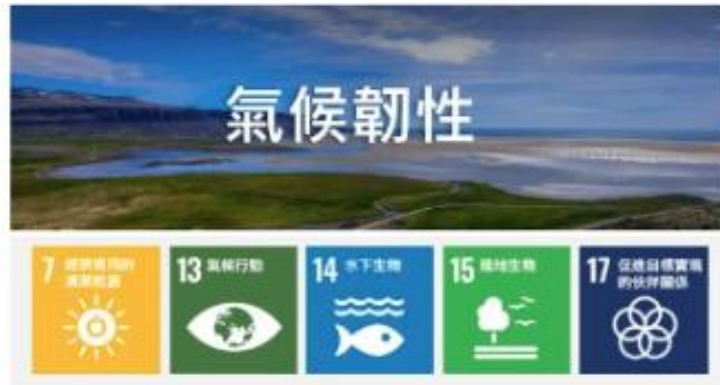 氣候韌性
7 經濟適用的
清潔能源
13 氣候行動
14 水下生物
15 陸地生物
17 促進目標實現
的伙伴關係